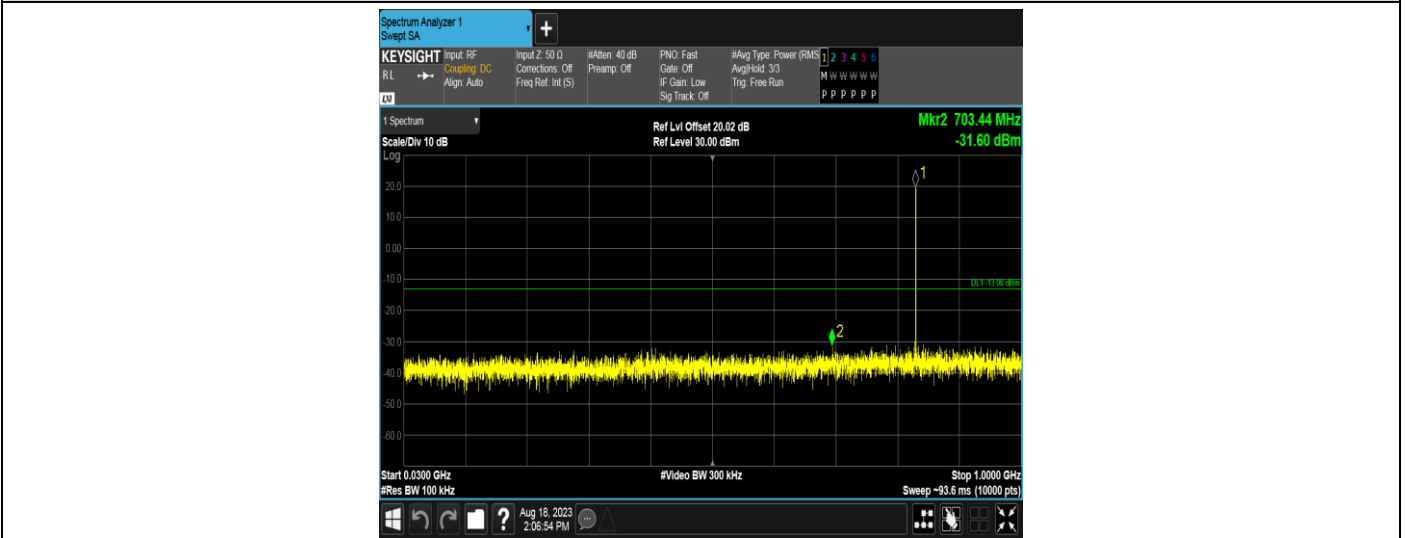 Spectrum Analyzer 1
Swept SA
+
KEYSIGHT Input: RF Input Z: 50 Ω #Atten: 40 dB PNO: Fast #Avg Type: Power (RMS 1 2 3 4 5 6
RL Coupling: DC Corrections: Off Preamp: Off Gate: Off Avg|Hold: 3/3 M W W W W W
Align: Auto Freq Ref: Int (S) IF Gain: Low Trig: Free Run
LXI Sig Track: Off P P P P P P
1 Spectrum Ref Lvl Offset 20.02 dB Mkr2 703.44 MHz
Scale/Div 10 dB Ref Level 30.00 dBm -31.60 dBm
Log
1
20.0
10.0
0.00
-10.0
DL1 -13.00 dBm
-20.0
2
-30.0
-40.0
-50.0
-60.0
Start 0.0300 GHz #Video BW 300 kHz Stop 1.0000 GHz
#Res BW 100 kHz Sweep ~93.6 ms (10000 pts)
? Aug 18, 2023
2:06:54 PM